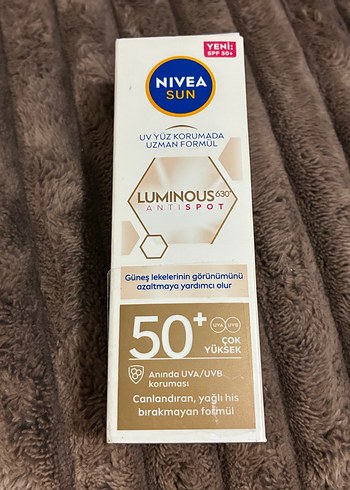 YENİ:
SPF 50+
NIVEA
SUN
UV YÜZ KORUMADA
UZMAN FORMÜL
LUMINOUS630®
ANTISPOT
Güneş lekelerinin görünümünü
azaltmaya yardımcı olur
50+
UVA UVB
ÇOK
YÜKSEK
Anında UVA/UVB
koruması
Canlandıran, yağlı his
bırakmayan formül